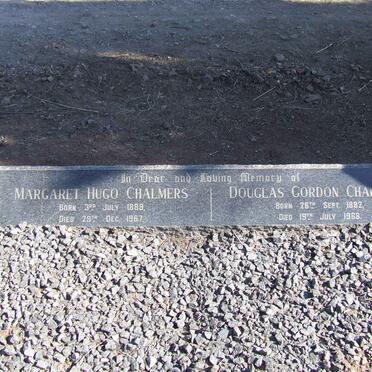 In Dear and Loving Memory of
MARGARET HUGO CHALMERS
BORN 3RD JULY 1889,
DIED 29TH DEC. 1967.
DOUGLAS GORDON CHA
BORN 26TH SEPT. 1882,
DIED 19TH JULY 1968.